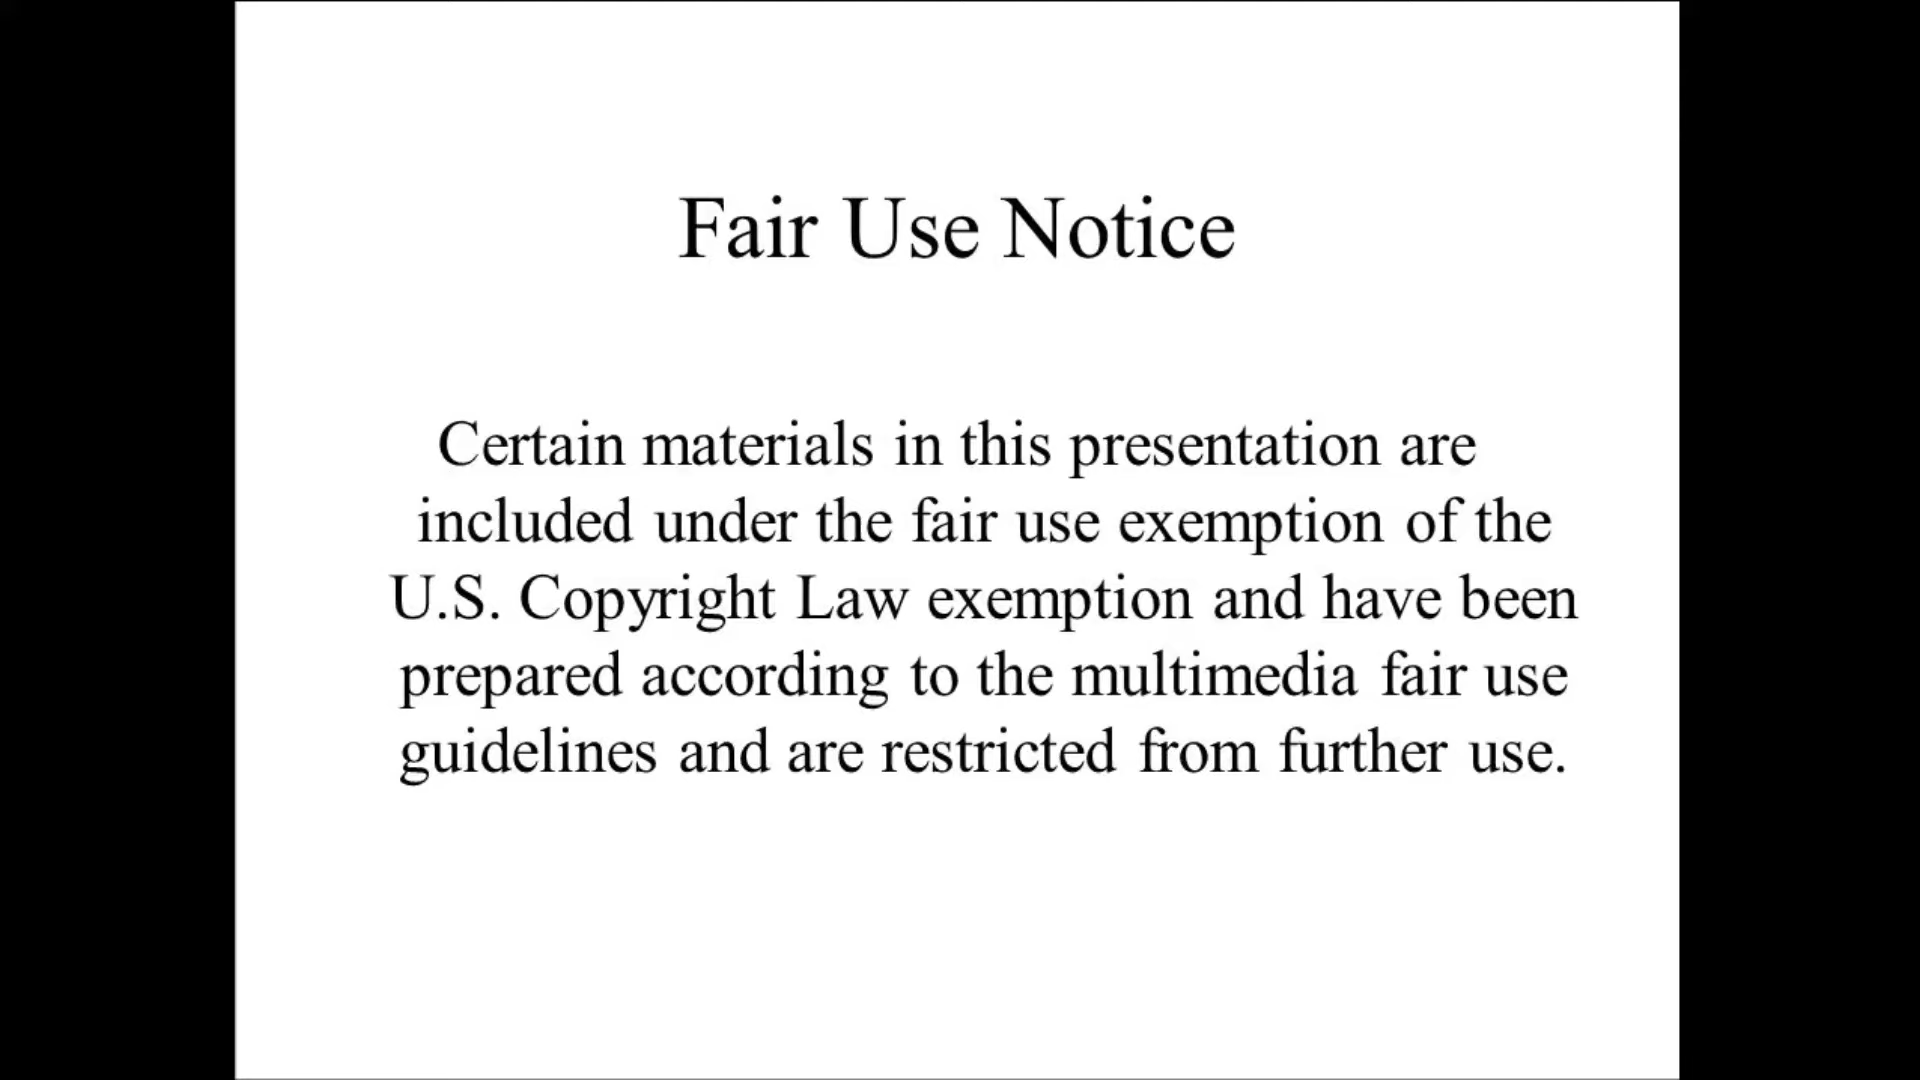 Fair Use Notice
Certain materials in this presentation are
included under the fair use exemption of the
U.S. Copyright Law exemption and have been
prepared according to the multimedia fair use
guidelines and are restricted from further use.